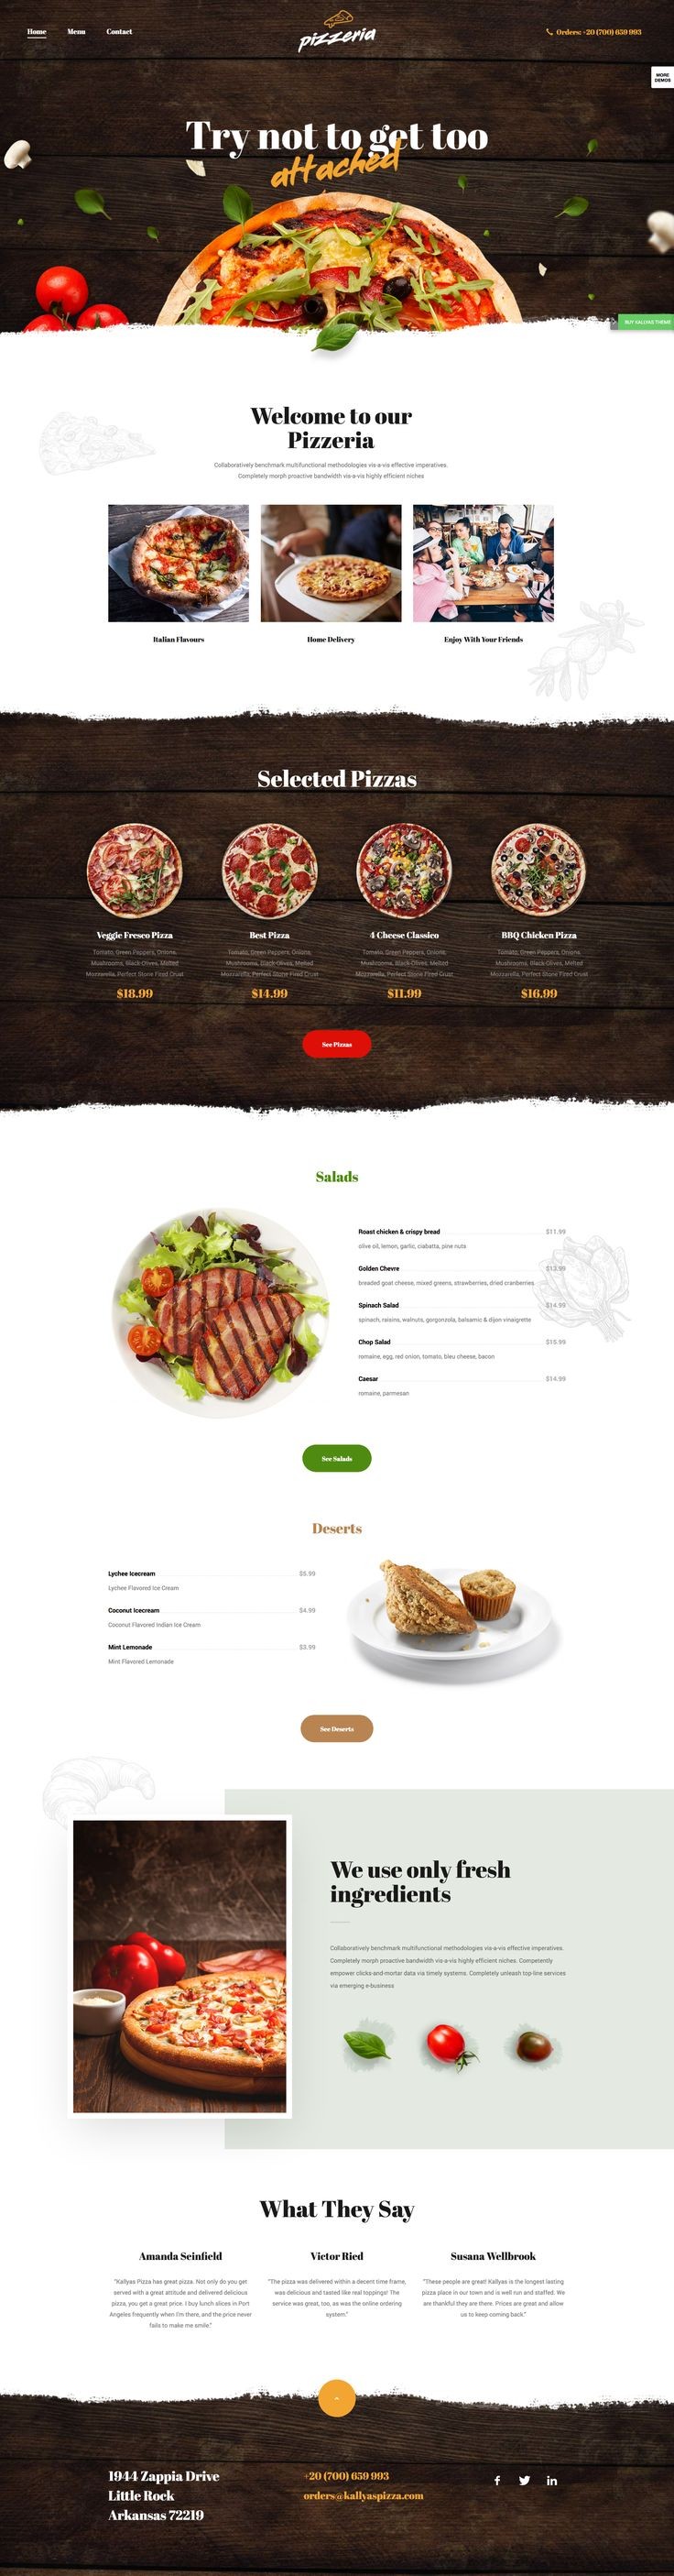 Home Menu Contact
pizzeria
Orders: +20 (700) 659 993
MORE
DEMOS
Try not to get too
attached
BUY KALLYAS THEME
Welcome to our
Pizzeria
Collaboratively benchmark multifunctional methodologies vis-a-vis effective imperatives.
Completely morph proactive bandwidth vis-a-vis highly efficient niches
Italian Flavours
Home Delivery
Enjoy With Your Friends
Selected Pizzas
Veggie Fresco Pizza
Tomato, Green Peppers, Onions,
Mushrooms, Black Olives, Melted
Mozzarella, Perfect Stone Fired Crust
$18.99
Best Pizza
Tomato, Green Peppers, Onions,
Mushrooms, Black Olives, Melted
Mozzarella, Perfect Stone Fired Crust
$14.99
4 Cheese Classico
Tomato, Green Peppers, Onions,
Mushrooms, Black Olives, Melted
Mozzarella, Perfect Stone Fired Crust
$11.99
BBQ Chicken Pizza
Tomato, Green Peppers, Onions,
Mushrooms, Black Olives, Melted
Mozzarella, Perfect Stone Fired Crust
$16.99
See Pizzas
Salads
Roast chicken & crispy bread $11.99
olive oil, lemon, garlic, ciabatta, pine nuts
Golden Chevre $13.99
breaded goat cheese, mixed greens, strawberries, dried cranberries
Spinach Salad $14.99
spinach, raisins, walnuts, gorgonzola, balsamic & dijon vinaigrette
Chop Salad $15.99
romaine, egg, red onion, tomato, bleu cheese, bacon
Caesar $14.99
romaine, parmesan
See Salads
Deserts
Lychee Icecream $5.99
Lychee Flavored Ice Cream
Coconut Icecream $4.99
Coconut Flavored Indian Ice Cream
Mint Lemonade $3.99
Mint Flavored Lemonade
See Deserts
We use only fresh
ingredients
Collaboratively benchmark multifunctional methodologies vis-a-vis effective imperatives.
Completely morph proactive bandwidth vis-a-vis highly efficient niches. Competently
empower clicks-and-mortar data via timely systems. Completely unleash top-line services
via emerging e-business
What They Say
Amanda Seinfield
"Kallyas Pizza has great pizza. Not only do you get
served with a great attitude and delivered delicious
pizza, you get a great price. I buy lunch slices in Port
Angeles frequently when I'm there, and the price never
fails to make me smile."
Victor Ried
"The pizza was delivered within a decent time frame,
was delicious and tasted like real toppings! The
service was great, too, as was the online ordering
system."
Susana Wellbrook
"These people are great! Kallyas is the longest lasting
pizza place in our town and is well run and staffed. We
are thankful they are there. Prices are great and allow
us to keep coming back."
1944 Zappia Drive
Little Rock
Arkansas 72219
+20 (700) 659 993
orders@kallyaspizza.com
f in